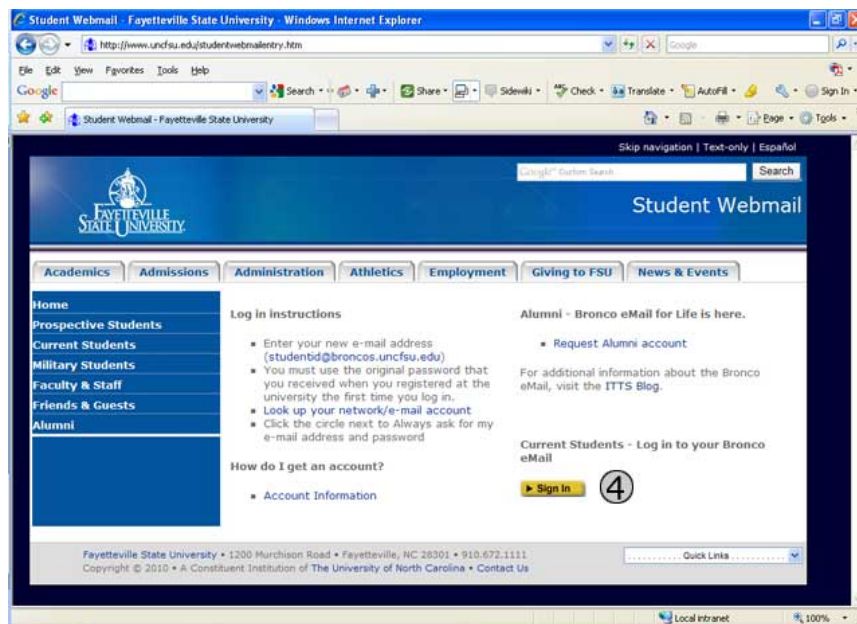 Student Webmail - Fayetteville State University - Windows Internet Explorer
http://www.uncfsu.edu/studentwebmailentry.htm
Google
File Edit View Favorites Tools Help
Google Search Share Sidewiki Check Translate AutoFill Sign In
Student Webmail - Fayetteville State University
Page Tools
Skip navigation | Text-only | Español
Google™ Custom Search Search
FAYETTEVILLE
STATE UNIVERSITY
Student Webmail
Academics Admissions Administration Athletics Employment Giving to FSU News & Events
Home
Prospective Students
Current Students
Military Students
Faculty & Staff
Friends & Guests
Alumni
Log in instructions
Enter your new e-mail address
(studentid@broncos.uncfsu.edu)
You must use the original password that
you received when you registered at the
university the first time you log in.
Look up your network/e-mail account
Click the circle next to Always ask for my
e-mail address and password
How do I get an account?
Account Information
Alumni - Bronco eMail for Life is here.
Request Alumni account
For additional information about the Bronco
eMail, visit the ITTS Blog.
Current Students - Log in to your Bronco
eMail
Sign In 4
Fayetteville State University • 1200 Murchison Road • Fayetteville, NC 28301 • 910.672.1111
Copyright © 2010 • A Constituent Institution of The University of North Carolina • Contact Us
Quick Links
Local intranet 100%